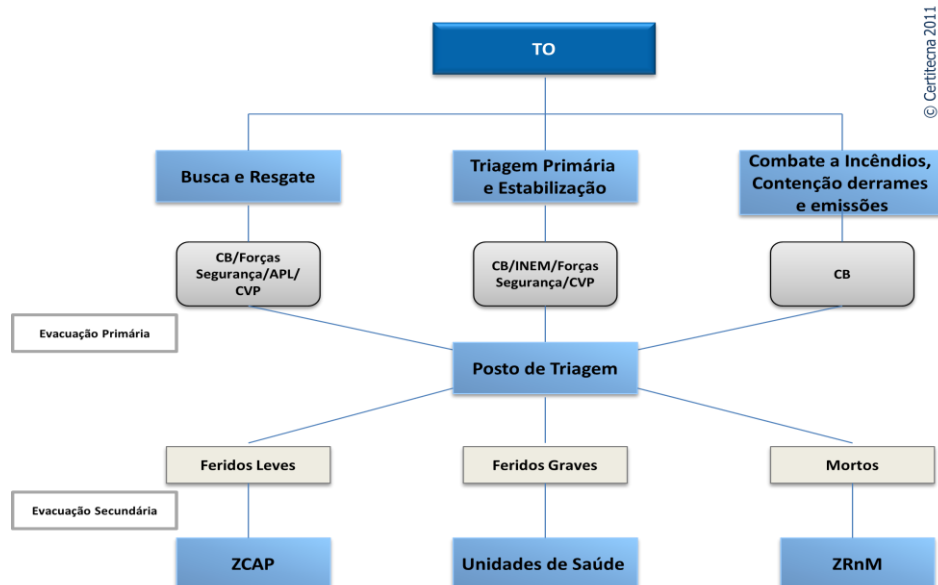 © Certitecna 2011
TO
Busca e Resgate
Triagem Primária
e Estabilização
Combate a Incêndios,
Contenção derrames
e emissões
CB/Forças
Segurança/APL/
CVP
CB/INEM/Forças
Segurança/CVP
CB
Evacuação Primária
Posto de Triagem
Feridos Leves
Feridos Graves
Mortos
Evacuação Secundária
ZCAP
Unidades de Saúde
ZRnM